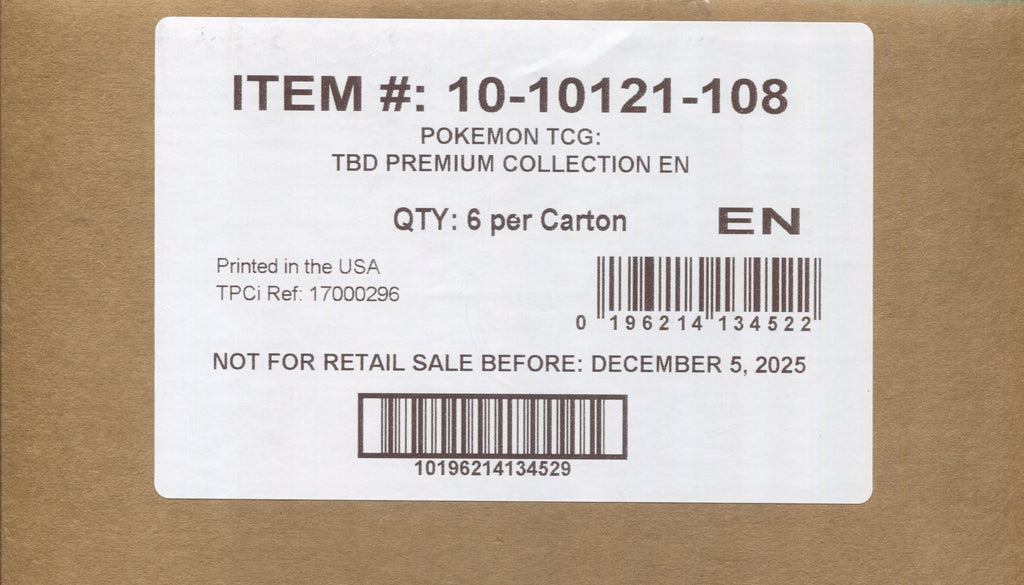 ITEM #: 10-10121-108
POKEMON TCG:
TBD PREMIUM COLLECTION EN
QTY: 6 per Carton
EN
Printed in the USA
TPCi Ref: 17000296
0 196214 134522
NOT FOR RETAIL SALE BEFORE: DECEMBER 5, 2025
10196214134529